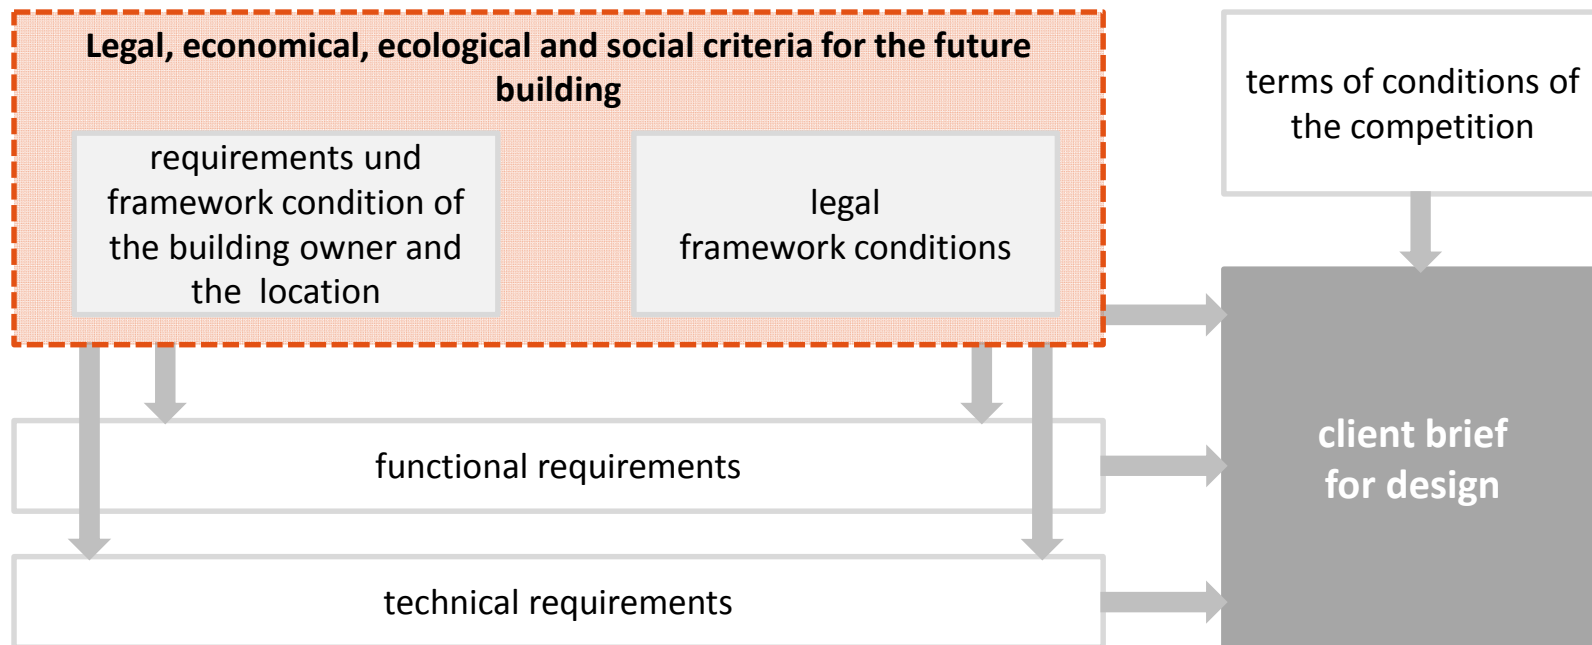 Legal, economical, ecological and social criteria for the future
building
requirements und
framework condition of
the building owner and
the location
legal
framework conditions
terms of conditions of
the competition
functional requirements
client brief
for design
technical requirements